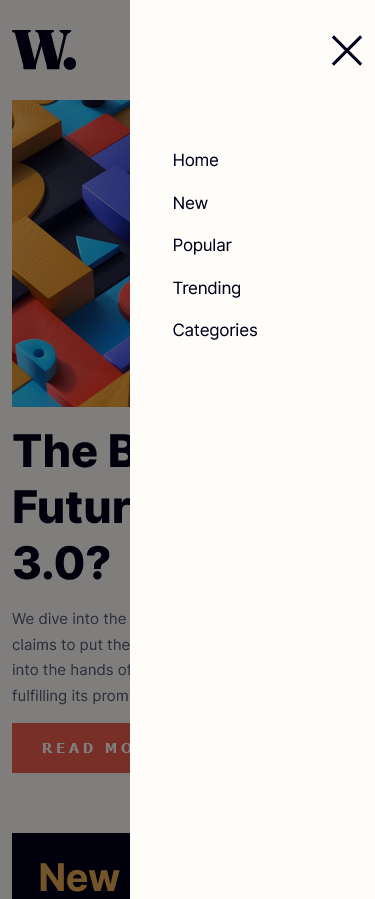 W.
Home
New
Popular
Trending
Categories
The B
Futur
3.0?
We dive into the
claims to put the
into the hands of
fulfilling its prom
READ MO
New